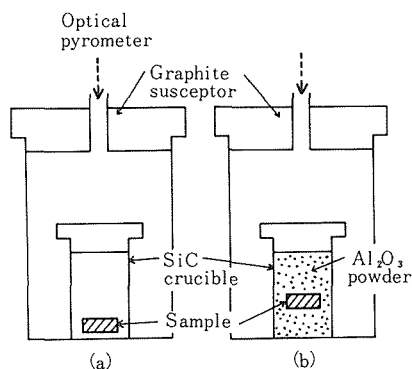 Optical
pyrometer
Graphite
susceptor
SiC
crucible
Al₂O₃
powder
Sample
(a)
(b)